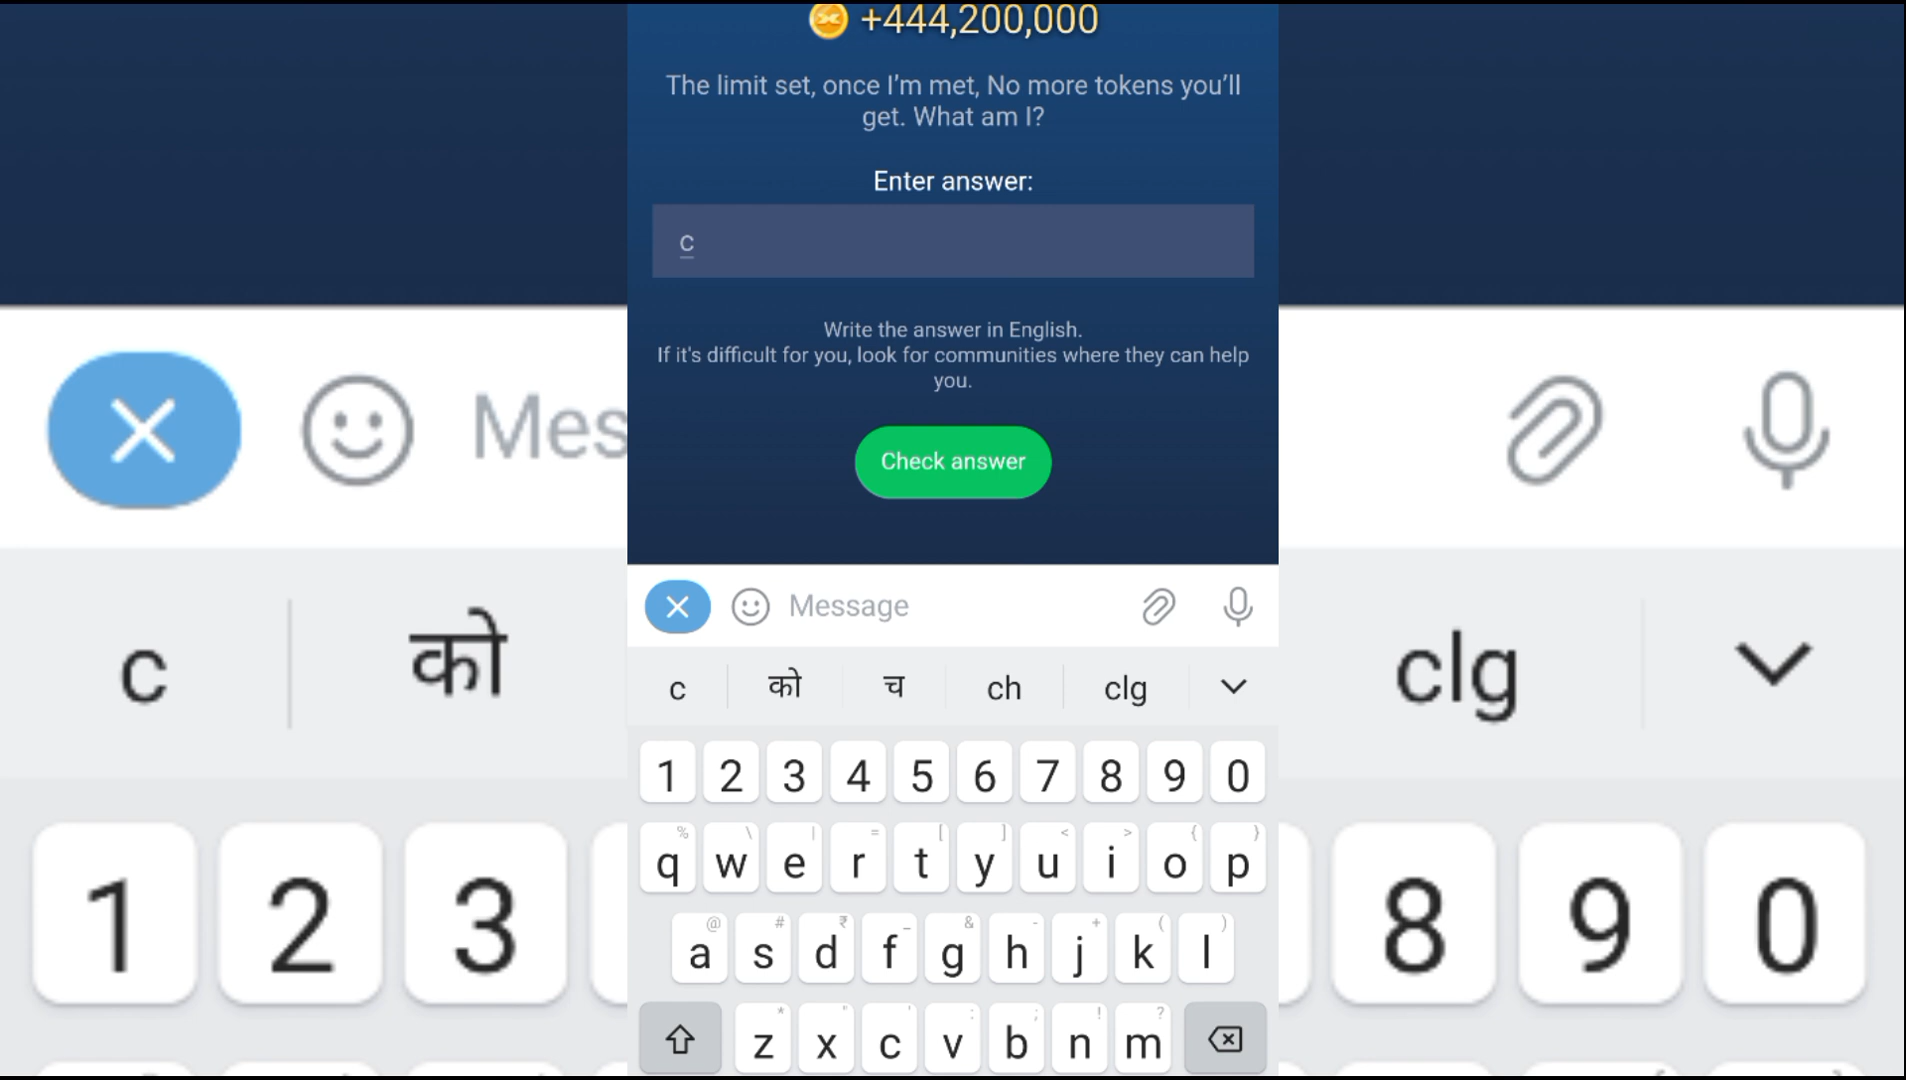 +444,200,000
The limit set, once I’m met, No more tokens you’ll
get. What am I?
Enter answer:
c
Write the answer in English.
If it's difficult for you, look for communities where they can help
you.
Check answer
Mes
Message
c को clg
c को च ch clg
1 2 3 4 5 6 7 8 9 0
% \ | = [ ] < > { }
q w e r t y u i o p
@ # ₹ _ & - + ( )
a s d f g h j k l
* " ' : ; ! ?
z x c v b n m
1 2 3 8 9 0